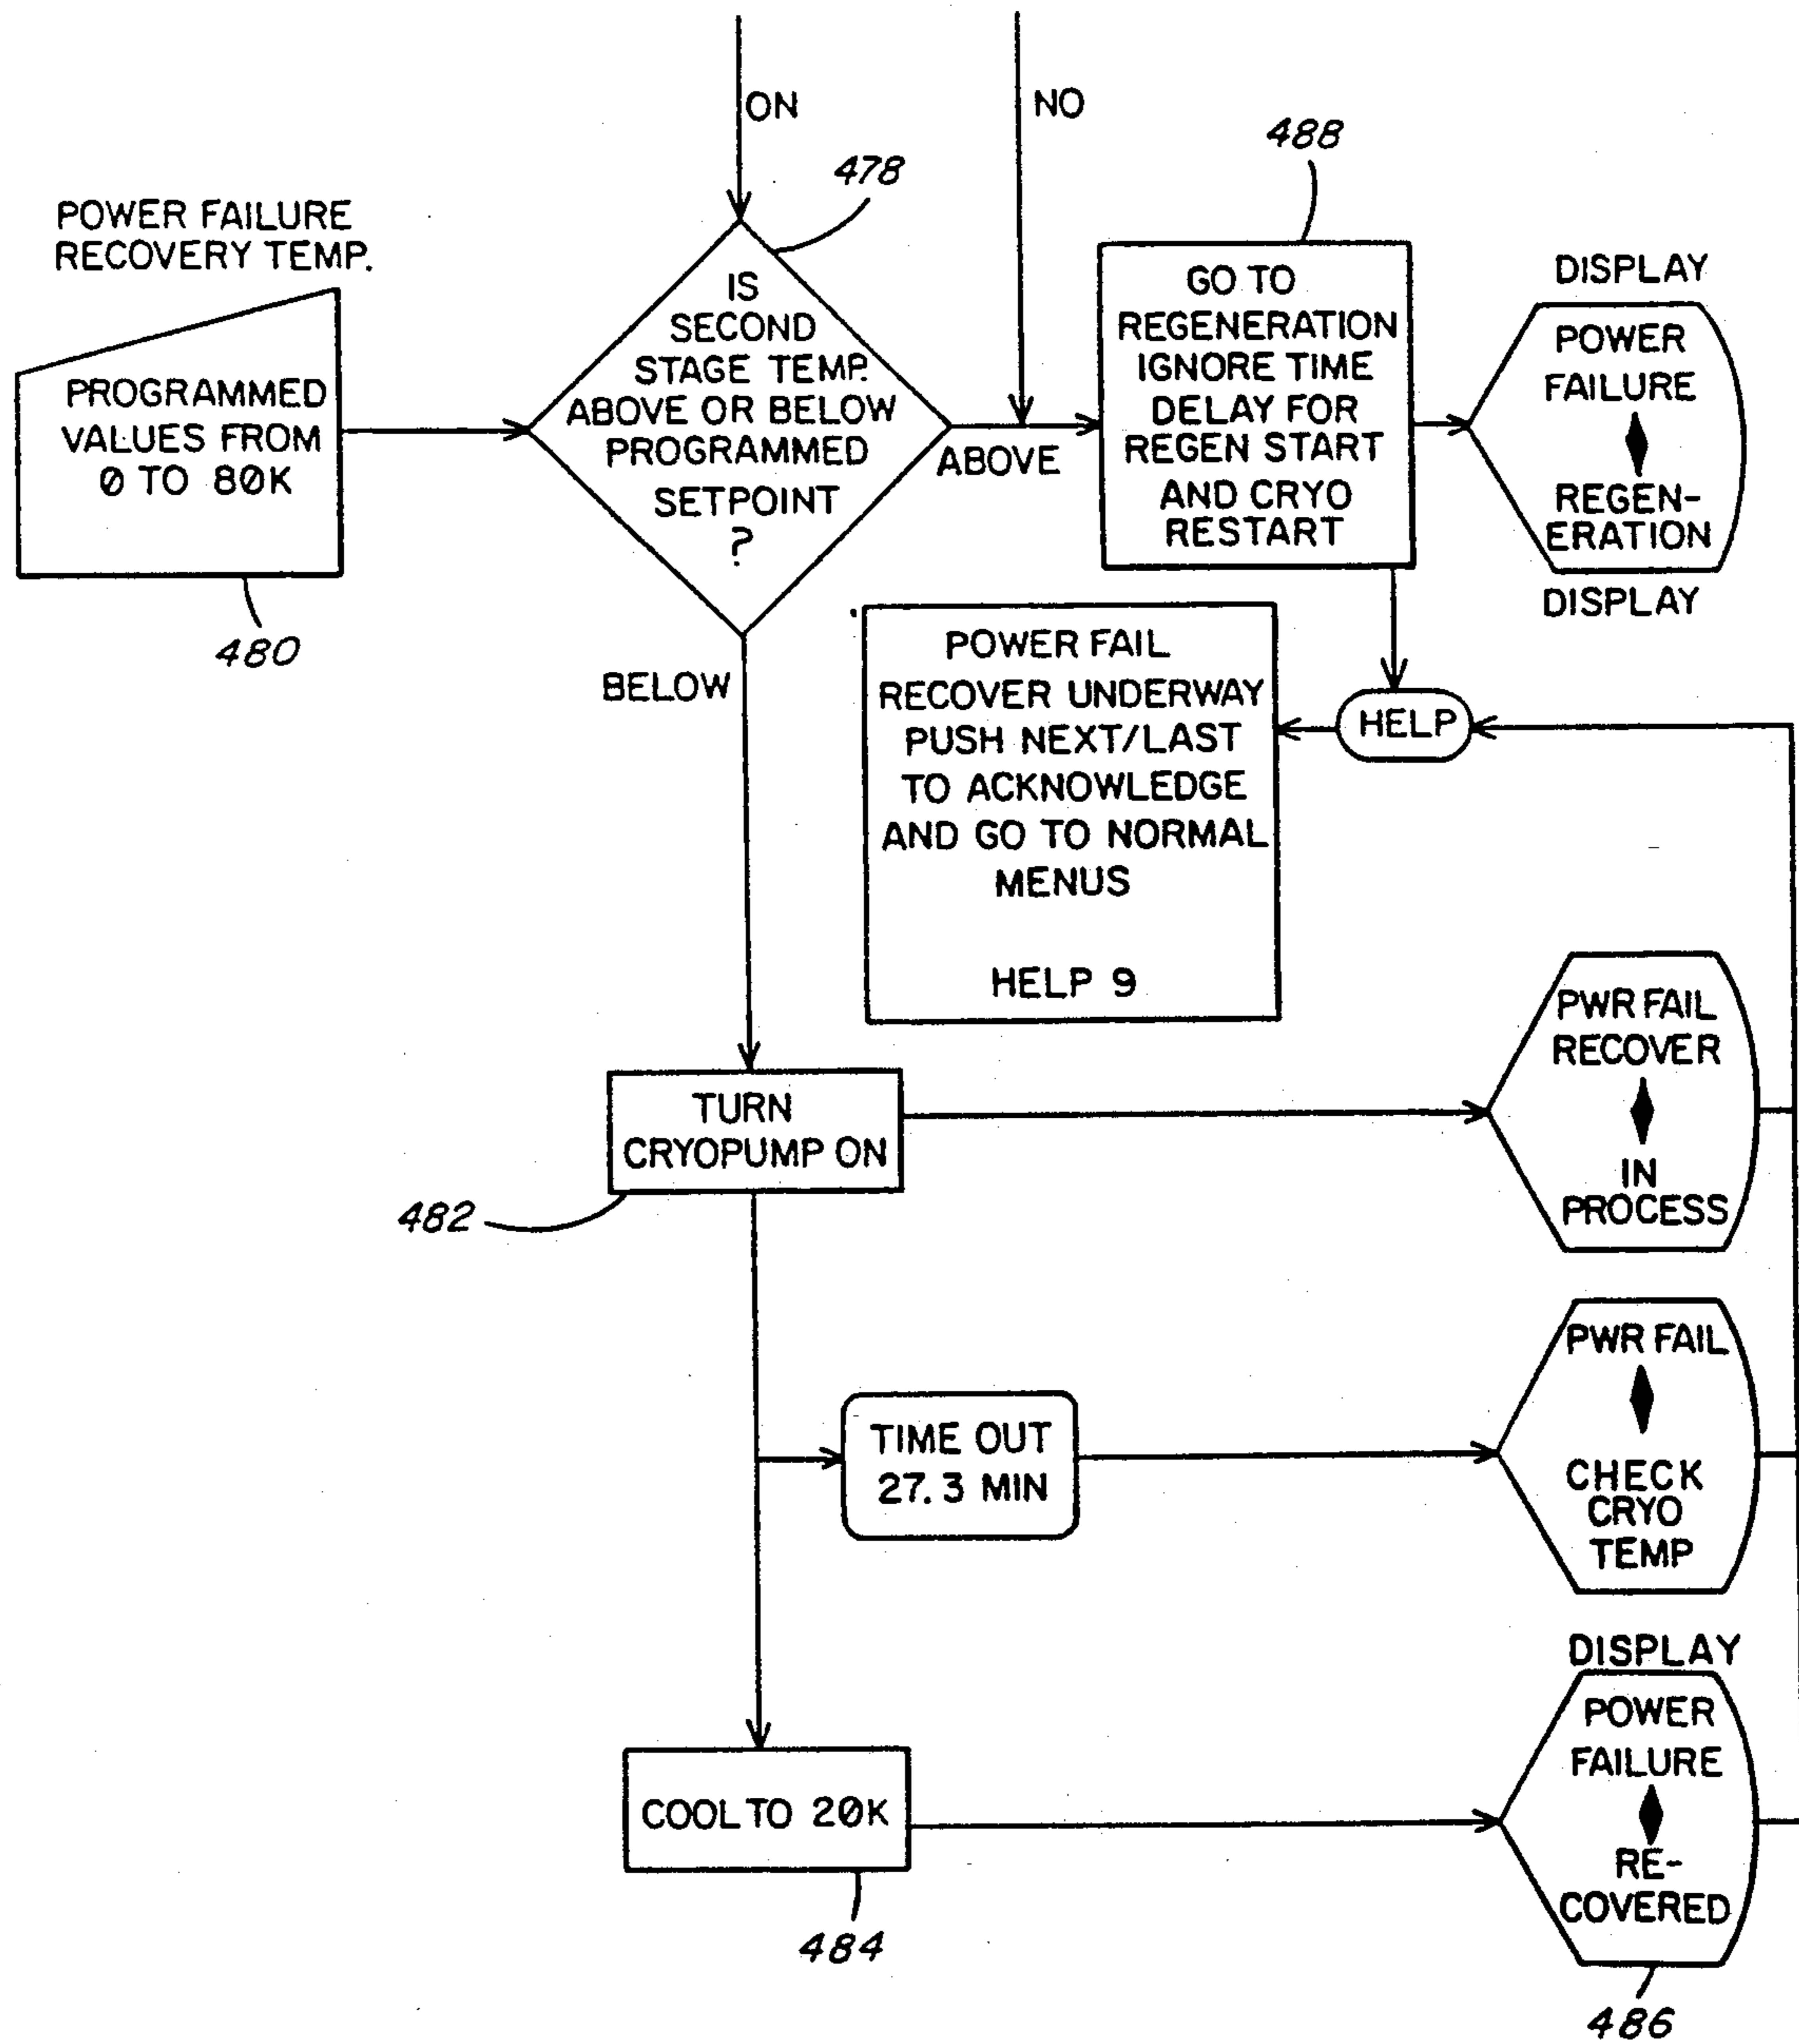 ON
NO
488
478
POWER FAILURE
RECOVERY TEMP.
PROGRAMMED
VALUES FROM
0 TO 80K
480
IS
SECOND
STAGE TEMP.
ABOVE OR BELOW
PROGRAMMED
SETPOINT
?
ABOVE
BELOW
GO TO
REGENERATION
IGNORE TIME
DELAY FOR
REGEN START
AND CRYO
RESTART
DISPLAY
POWER
FAILURE
REGEN-
ERATION
DISPLAY
HELP
POWER FAIL
RECOVER UNDERWAY
PUSH NEXT/LAST
TO ACKNOWLEDGE
AND GO TO NORMAL
MENUS
HELP 9
TURN
CRYOPUMP ON
482
PWR FAIL
RECOVER
IN
PROCESS
TIME OUT
27.3 MIN
PWR FAIL
CHECK
CRYO
TEMP
COOL TO 20K
484
DISPLAY
POWER
FAILURE
RE-
COVERED
486